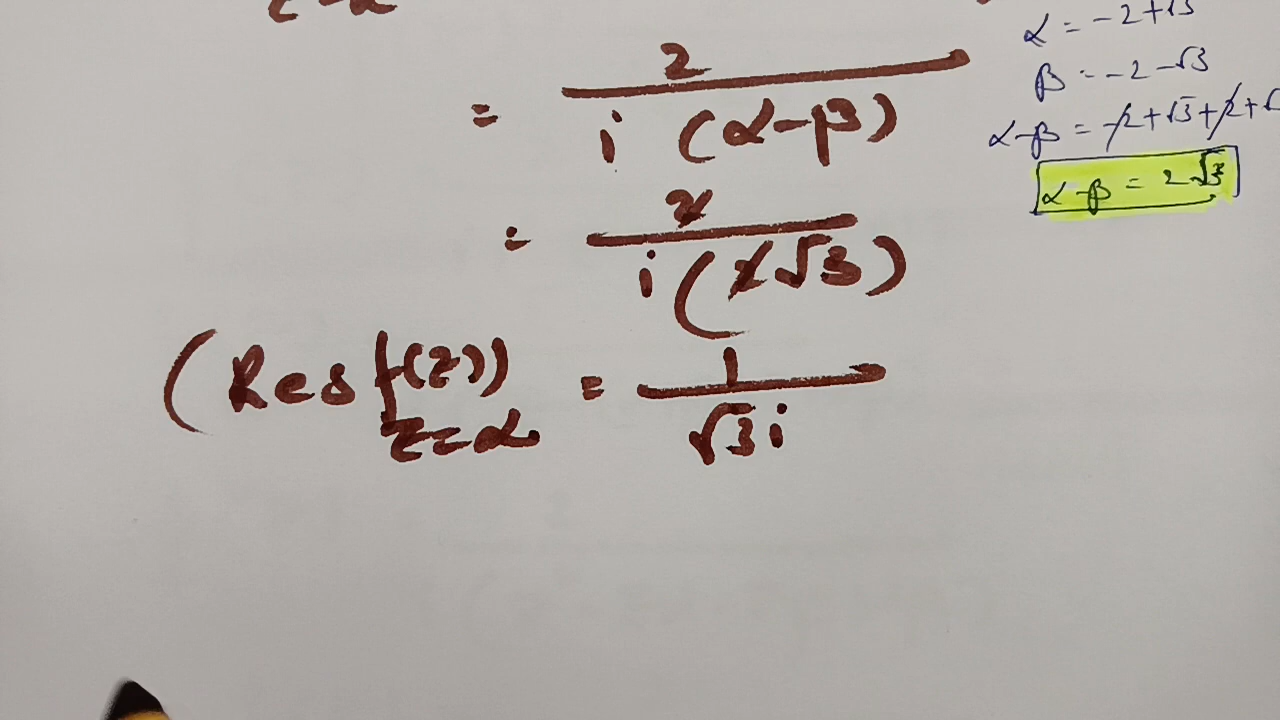 α = -2+√3
β = -2-√3
α-β = -2+√3+2+√
α-β = 2√3
z=α
= 2 / i (α-β)
= 2 / i (2√3)
(Res f(z)) = 1 / √3 i
z=α